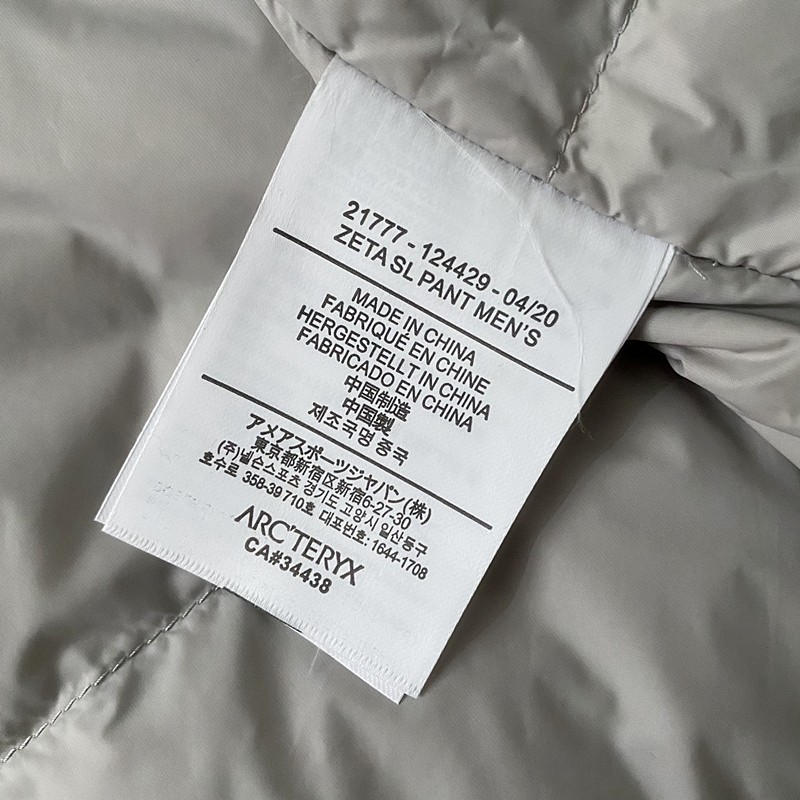 21777 - 124429 - 04/20
ZETA SL PANT MEN'S
MADE IN CHINA
FABRIQUÉ EN CHINE
HERGESTELLT IN CHINA
FABRICADO EN CHINA
中国制造
中国製
제조국명 중국
アメアスポーツジャパン(株)
東京都新宿区新宿6-27-30
(주)넬슨스포츠 경기도 고양시 일산동구
호수로 358-39 710호 대표번호: 1644-1708
ARC'TERYX
CA#34438